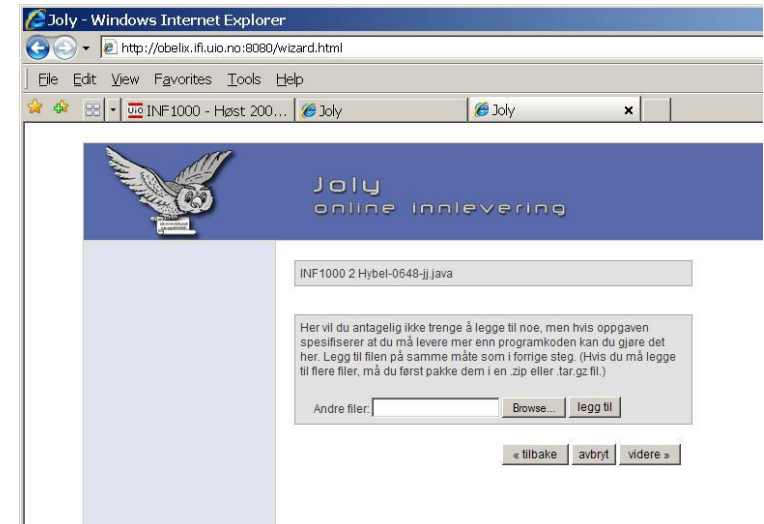 Joly - Windows Internet Explorer
http://obelix.ifi.uio.no:8080/wizard.html
File Edit View Favorites Tools Help
UiO INF1000 - Høst 200... Joly Joly x
Joly
online innlevering
INF1000 2 Hybel-0648-jj.java
Her vil du antagelig ikke trenge å legge til noe, men hvis oppgaven
spesifiserer at du må levere mer enn programkoden kan du gjøre det
her. Legg til filen på samme måte som i forrige steg. (Hvis du må legge
til flere filer, må du først pakke dem i en .zip eller .tar.gz fil.)
Andre filer: Browse... legg til
« tilbake avbryt videre »